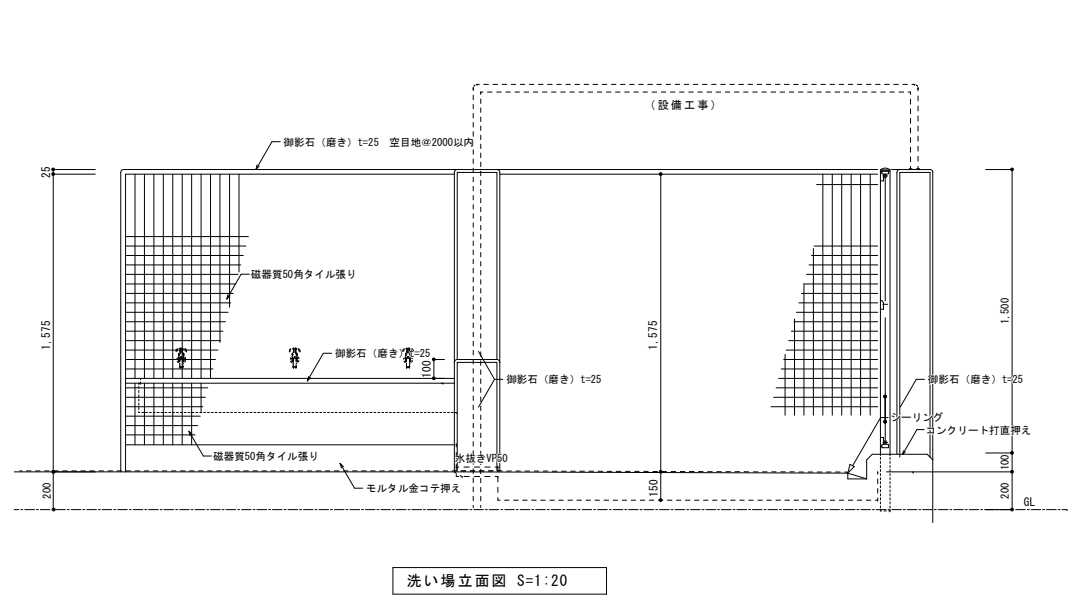 （設備工事）
御影石（磨き）t=25　空目地@2000以内
25
磁器質50角タイル張り
1,575
1,575
1,500
御影石（磨き）t=25
100
御影石（磨き）t=25
御影石（磨き）t=25
シーリング
コンクリート打直押え
磁器質50角タイル張り
水抜きVP50
モルタル金コテ押え
200
150
100
200
GL
洗い場立面図 S=1:20